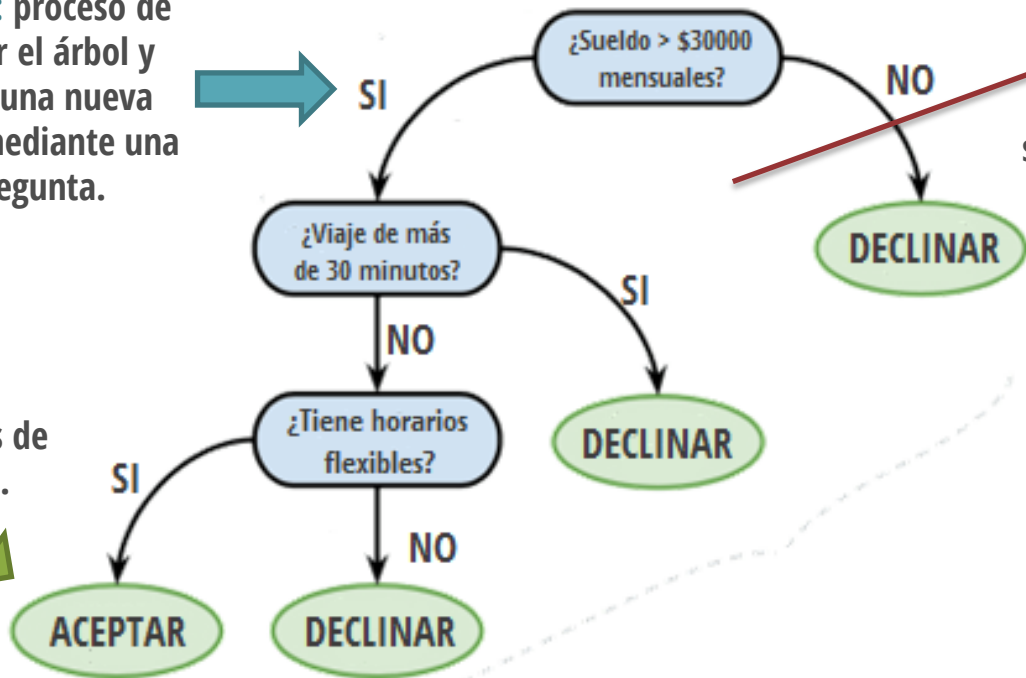 : proceso de
r el árbol y
una nueva
mediante una
egunta.
¿Sueldo > $30000
mensuales?
SI
NO
s
DECLINAR
¿Viaje de más
de 30 minutos?
SI
NO
DECLINAR
¿Tiene horarios
flexibles?
s de
.
SI
NO
ACEPTAR
DECLINAR